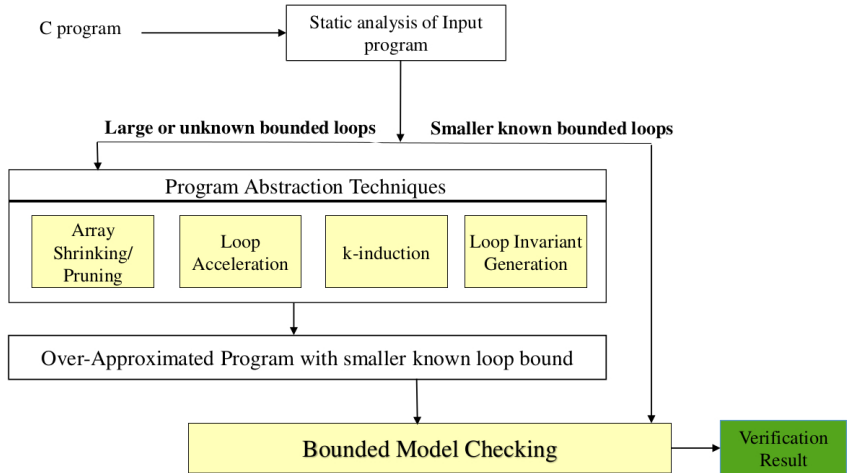 C program
Static analysis of Input
program
Large or unknown bounded loops
Smaller known bounded loops
Program Abstraction Techniques
Array
Shrinking/
Pruning
Loop
Acceleration
k-induction
Loop Invariant
Generation
Over-Approximated Program with smaller known loop bound
Bounded Model Checking
Verification
Result